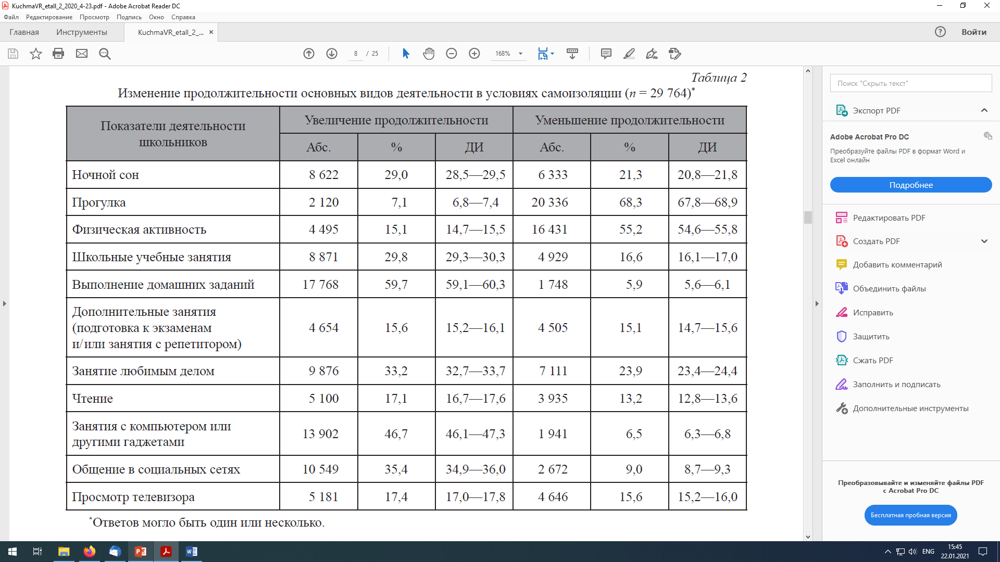 KuchmaVR_etall_2_2020_4-23.pdf - Adobe Acrobat Reader DC
Файл Редактирование Просмотр Подпись Окно Справка
Главная Инструменты KuchmaVR_etall_2_... × Войти
8 / 25 168%
Таблица 2
Изменение продолжительности основных видов деятельности в условиях самоизоляции (n = 29 764)*
Показатели деятельности школьников Увеличение продолжительности Уменьшение продолжительности
Абс. % ДИ Абс. % ДИ
Ночной сон 8 622 29,0 28,5—29,5 6 333 21,3 20,8—21,8
Прогулка 2 120 7,1 6,8—7,4 20 336 68,3 67,8—68,9
Физическая активность 4 495 15,1 14,7—15,5 16 431 55,2 54,6—55,8
Школьные учебные занятия 8 871 29,8 29,3—30,3 4 929 16,6 16,1—17,0
Выполнение домашних заданий 17 768 59,7 59,1—60,3 1 748 5,9 5,6—6,1
Дополнительные занятия
(подготовка к экзаменам
и/или занятия с репетитором) 4 654 15,6 15,2—16,1 4 505 15,1 14,7—15,6
Занятие любимым делом 9 876 33,2 32,7—33,7 7 111 23,9 23,4—24,4
Чтение 5 100 17,1 16,7—17,6 3 935 13,2 12,8—13,6
Занятия с компьютером или
другими гаджетами 13 902 46,7 46,1—47,3 1 941 6,5 6,3—6,8
Общение в социальных сетях 10 549 35,4 34,9—36,0 2 672 9,0 8,7—9,3
Просмотр телевизора 5 181 17,4 17,0—17,8 4 646 15,6 15,2—16,0
*Ответов могло быть один или несколько.
Поиск "Скрыть текст"
Экспорт PDF
Adobe Acrobat Pro DC
Преобразуйте файлы PDF в формат Word и
Excel онлайн
Подробнее
Редактировать PDF
Создать PDF
Добавить комментарий
Объединить файлы
Исправить
Защитить
Сжать PDF
Заполнить и подписать
Дополнительные инструменты
Преобразовывайте и изменяйте файлы PDF
с Acrobat Pro DC
Бесплатная пробная версия
ENG 15:45
22.01.2021